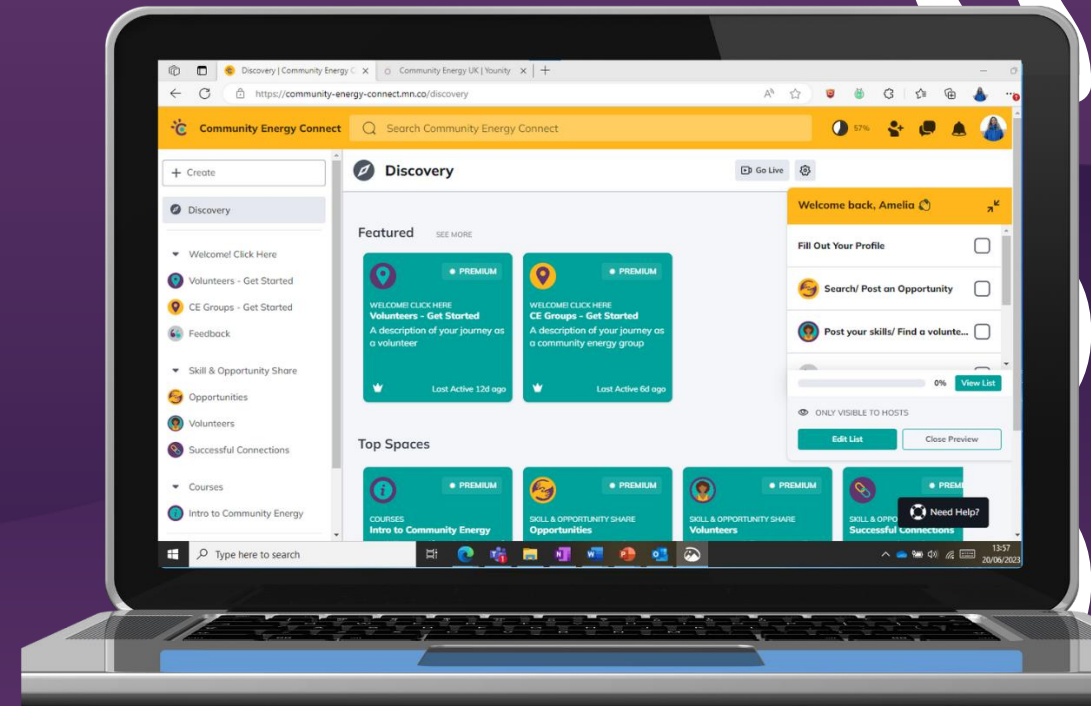 Discovery | Community Energy C
Community Energy UK | Younity
https://community-energy-connect.mn.co/discovery
Community Energy Connect
Search Community Energy Connect
57%
+ Create
Discovery
Go Live
Discovery
Welcome back, Amelia
Featured
SEE MORE
Fill Out Your Profile
Welcome! Click Here
Volunteers - Get Started
CE Groups - Get Started
Feedback
PREMIUM
WELCOME! CLICK HERE
Volunteers - Get Started
A description of your journey as
a volunteer
Last Active 12d ago
PREMIUM
WELCOME! CLICK HERE
CE Groups - Get Started
A description of your journey as
a community energy group
Last Active 6d ago
Search/ Post an Opportunity
Post your skills/ Find a volunte...
0%
View List
ONLY VISIBLE TO HOSTS
Edit List
Close Preview
Skill & Opportunity Share
Opportunities
Volunteers
Successful Connections
Top Spaces
Courses
Intro to Community Energy
PREMIUM
COURSES
Intro to Community Energy
PREMIUM
SKILL & OPPORTUNITY SHARE
Opportunities
PREMIUM
SKILL & OPPORTUNITY SHARE
Volunteers
PREMI
SKILL & OPPO
Successful Connections
Need Help?
Type here to search
13:57
20/06/2023